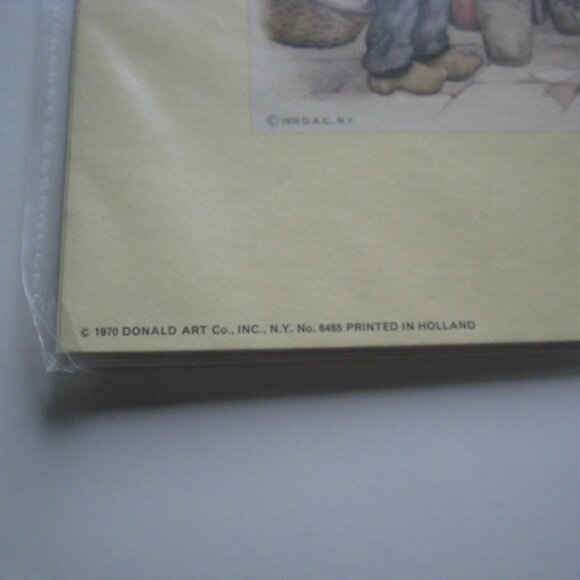 © 1970 D.A.C., N.Y.
© 1970 DONALD ART Co., INC., N.Y. No. 6465 PRINTED IN HOLLAND